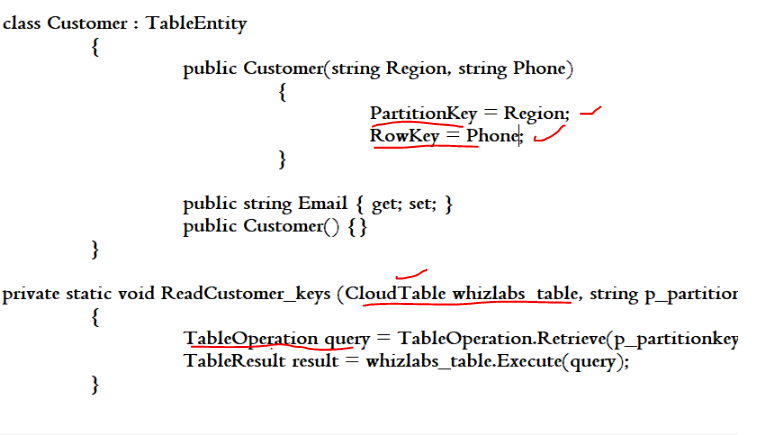 class Customer : TableEntity
{
public Customer(string Region, string Phone)
{
PartitionKey = Region;
RowKey = Phone;
}
public string Email { get; set; }
public Customer() {}
}
private static void ReadCustomer_keys (CloudTable whizlabs_table, string p_partition
{
TableOperation query = TableOperation.Retrieve(p_partitionkey
TableResult result = whizlabs_table.Execute(query);
}